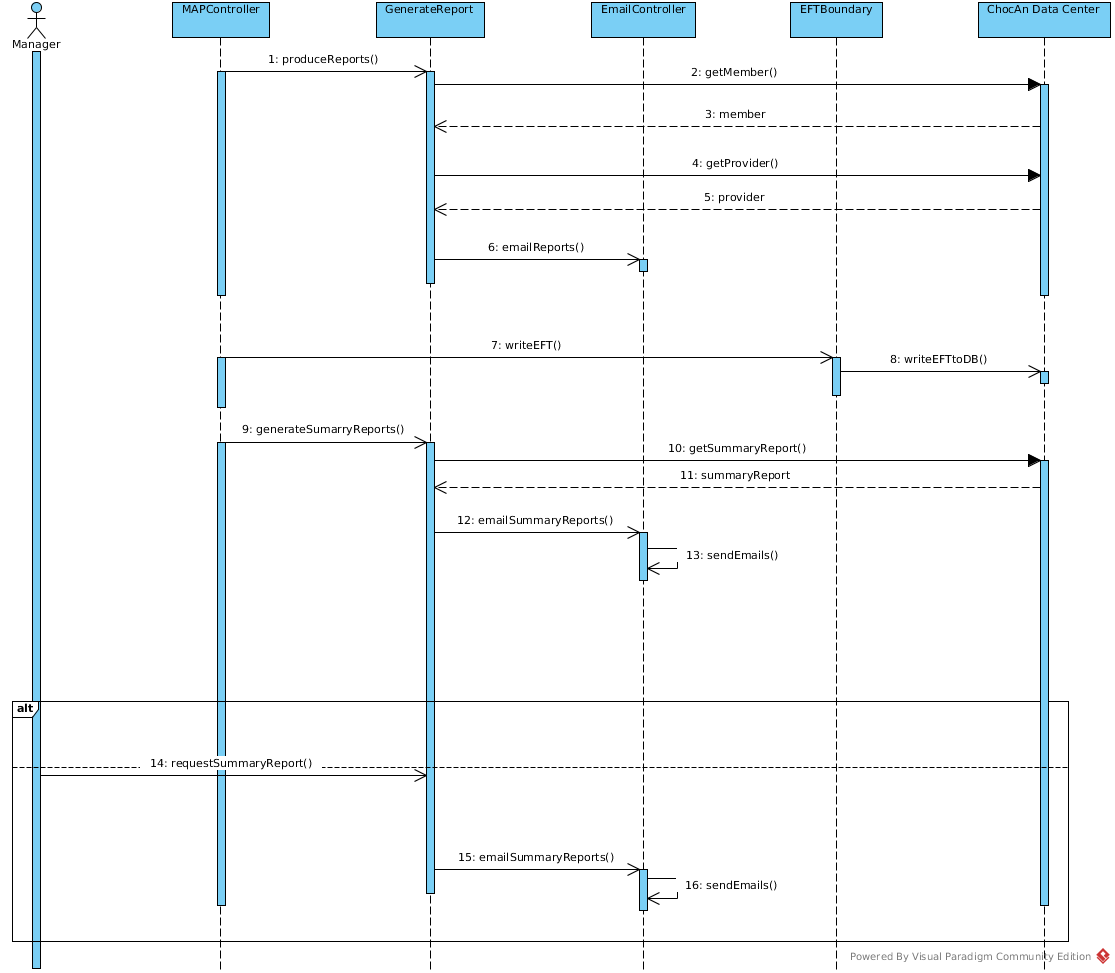 MAPController
GenerateReport
EmailController
EFTBoundary
ChocAn Data Center
Manager
1: produceReports()
2: getMember()
3: member
4: getProvider()
5: provider
6: emailReports()
7: writeEFT()
8: writeEFTtoDB()
9: generateSumarryReports()
10: getSummaryReport()
11: summaryReport
12: emailSummaryReports()
13: sendEmails()
alt
14: requestSummaryReport()
15: emailSummaryReports()
16: sendEmails()
Powered By Visual Paradigm Community Edition